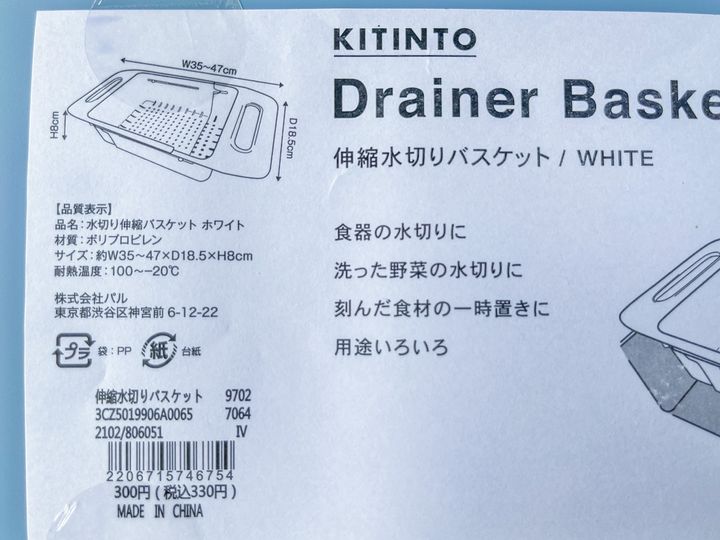 KITINTO
Drainer Baske
伸縮水切りバスケット / WHITE
食器の水切りに
洗った野菜の水切りに
刻んだ食材の一時置きに
用途いろいろ
W35~47cm
H8cm
D18.5cm
【品質表示】
品名:水切り伸縮バスケット ホワイト
材質:ポリプロピレン
サイズ:約W35~47×D18.5×H8cm
耐熱温度:100~-20℃
株式会社パル
東京都渋谷区神宮前 6-12-22
プラ 袋:PP 紙 台紙
伸縮水切りバスケット 9702
3CZ5019906A0065 7064
2102/806051 IV
2206715746754
300円(税込330円)
MADE IN CHINA